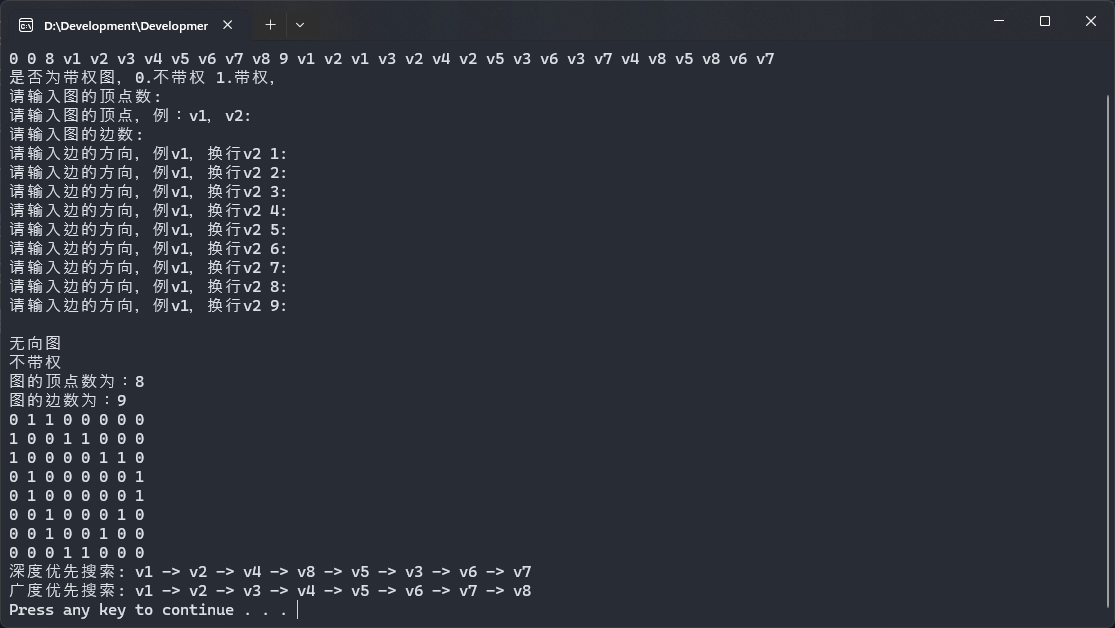 D:\Development\Developmer
0 0 8 v1 v2 v3 v4 v5 v6 v7 v8 9 v1 v2 v1 v3 v2 v4 v2 v5 v3 v6 v3 v7 v4 v8 v5 v8 v6 v7
是否为带权图, 0.不带权 1.带权,
请输入图的顶点数:
请输入图的顶点, 例：v1, v2:
请输入图的边数:
请输入边的方向, 例v1, 换行v2 1:
请输入边的方向, 例v1, 换行v2 2:
请输入边的方向, 例v1, 换行v2 3:
请输入边的方向, 例v1, 换行v2 4:
请输入边的方向, 例v1, 换行v2 5:
请输入边的方向, 例v1, 换行v2 6:
请输入边的方向, 例v1, 换行v2 7:
请输入边的方向, 例v1, 换行v2 8:
请输入边的方向, 例v1, 换行v2 9:
无向图
不带权
图的顶点数为：8
图的边数为：9
0 1 1 0 0 0 0 0
1 0 0 1 1 0 0 0
1 0 0 0 0 1 1 0
0 1 0 0 0 0 0 1
0 1 0 0 0 0 0 1
0 0 1 0 0 0 1 0
0 0 1 0 0 1 0 0
0 0 0 1 1 0 0 0
深度优先搜索: v1 -> v2 -> v4 -> v8 -> v5 -> v3 -> v6 -> v7
广度优先搜索: v1 -> v2 -> v3 -> v4 -> v5 -> v6 -> v7 -> v8
Press any key to continue . . .